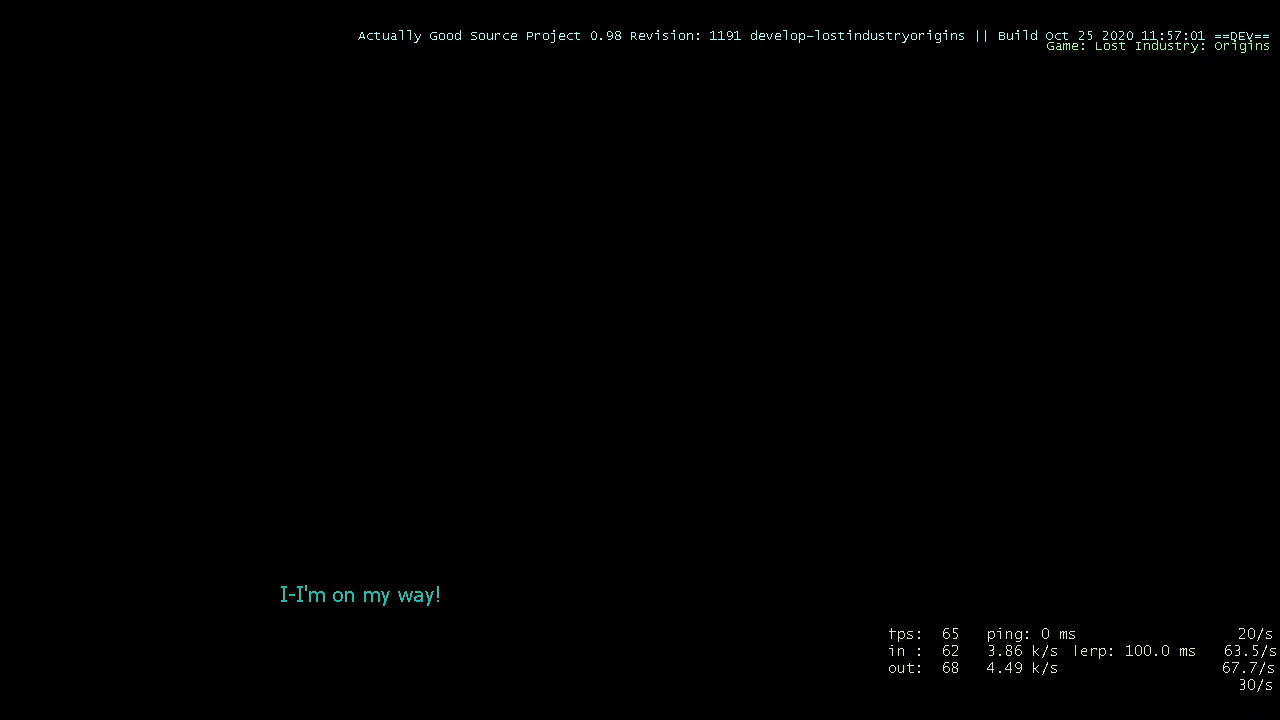 Actually Good Source Project 0.98 Revision: 1191 develop-lostindustryorigins || Build Oct 25 2020 11:57:01 ==DEV==
Game: Lost Industry: Origins
I-I'm on my way!
fps: 65 ping: 0 ms 20/s
in : 62 3.86 k/s lerp: 100.0 ms 63.5/s
out: 68 4.49 k/s 67.7/s
30/s